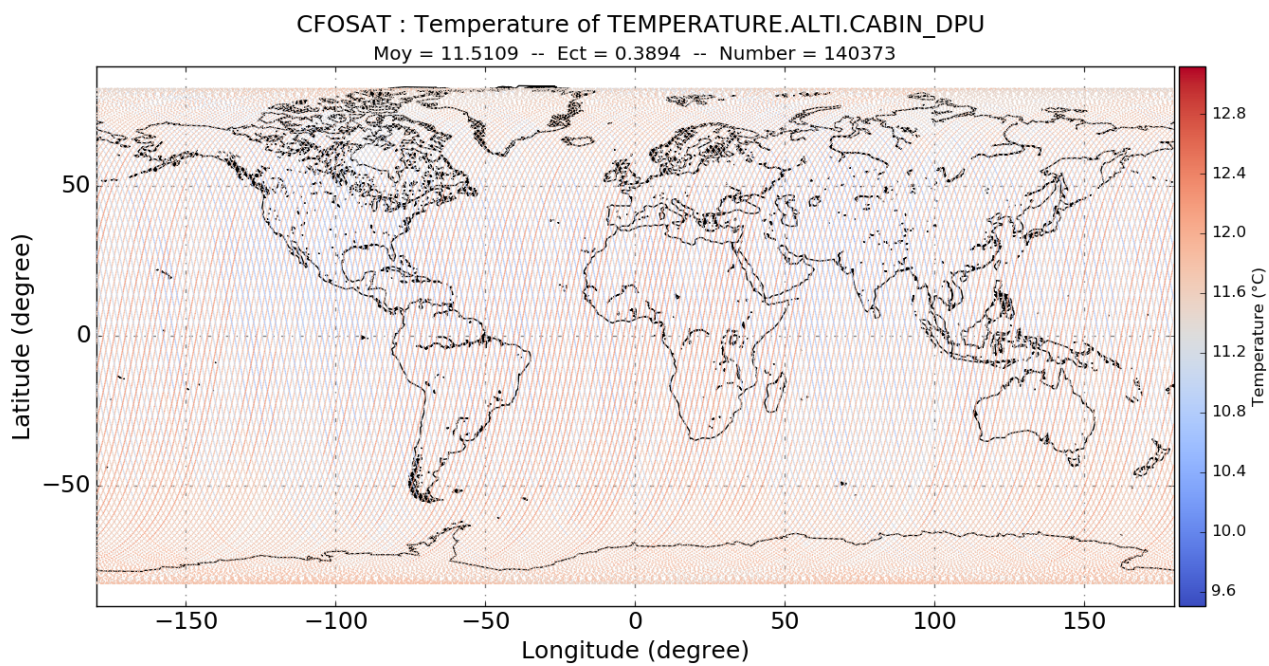 CFOSAT : Temperature of TEMPERATURE.ALTI.CABIN_DPU
Moy = 11.5109 -- Ect = 0.3894 -- Number = 140373
50
0
−50
Latitude (degree)
−150 −100 −50 0 50 100 150
Longitude (degree)
12.8
12.4
12.0
11.6
11.2
10.8
10.4
10.0
9.6
Temperature (°C)